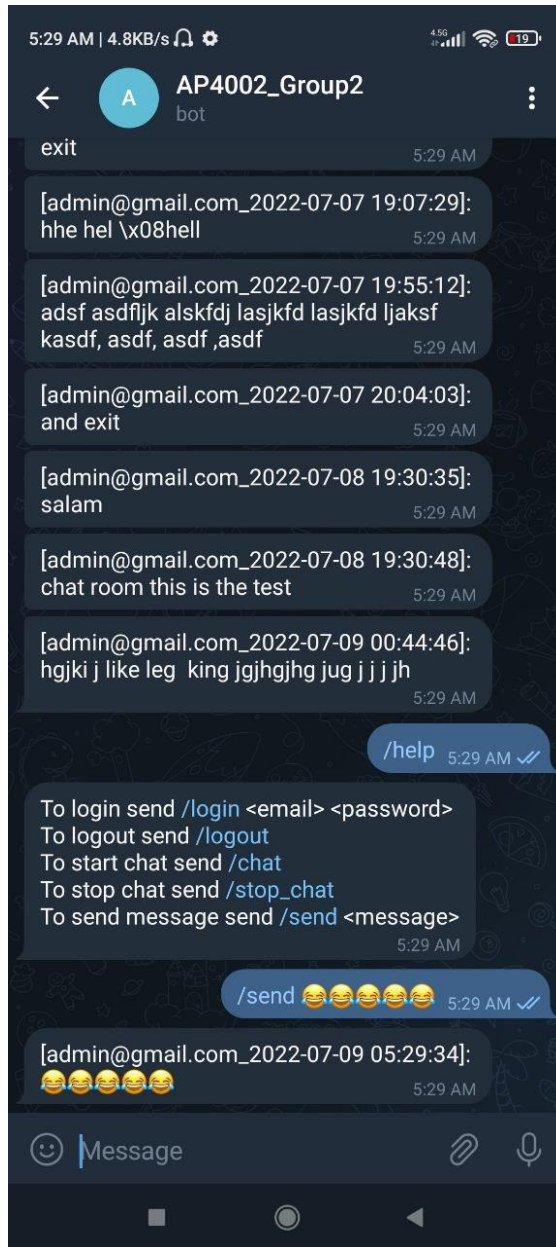 5:29 AM | 4.8KB/s
4.5G
19
A
AP4002_Group2
bot
exit
5:29 AM
[admin@gmail.com_2022-07-07 19:07:29]:
hhe hel \x08hell
5:29 AM
[admin@gmail.com_2022-07-07 19:55:12]:
adsf asdfljk alskfdj lasjkfd lasjkfd ljaksf
kasdf, asdf, asdf ,asdf
5:29 AM
[admin@gmail.com_2022-07-07 20:04:03]:
and exit
5:29 AM
[admin@gmail.com_2022-07-08 19:30:35]:
salam
5:29 AM
[admin@gmail.com_2022-07-08 19:30:48]:
chat room this is the test
5:29 AM
[admin@gmail.com_2022-07-09 00:44:46]:
hgjki j like leg  king jgjhgjhg jug j j j jh
5:29 AM
/help 5:29 AM
To login send /login <email> <password>
To logout send /logout
To start chat send /chat
To stop chat send /stop_chat
To send message send /send <message>
5:29 AM
/send 😂😂😂😂😂 5:29 AM
[admin@gmail.com_2022-07-09 05:29:34]:
😂😂😂😂😂
5:29 AM
Message